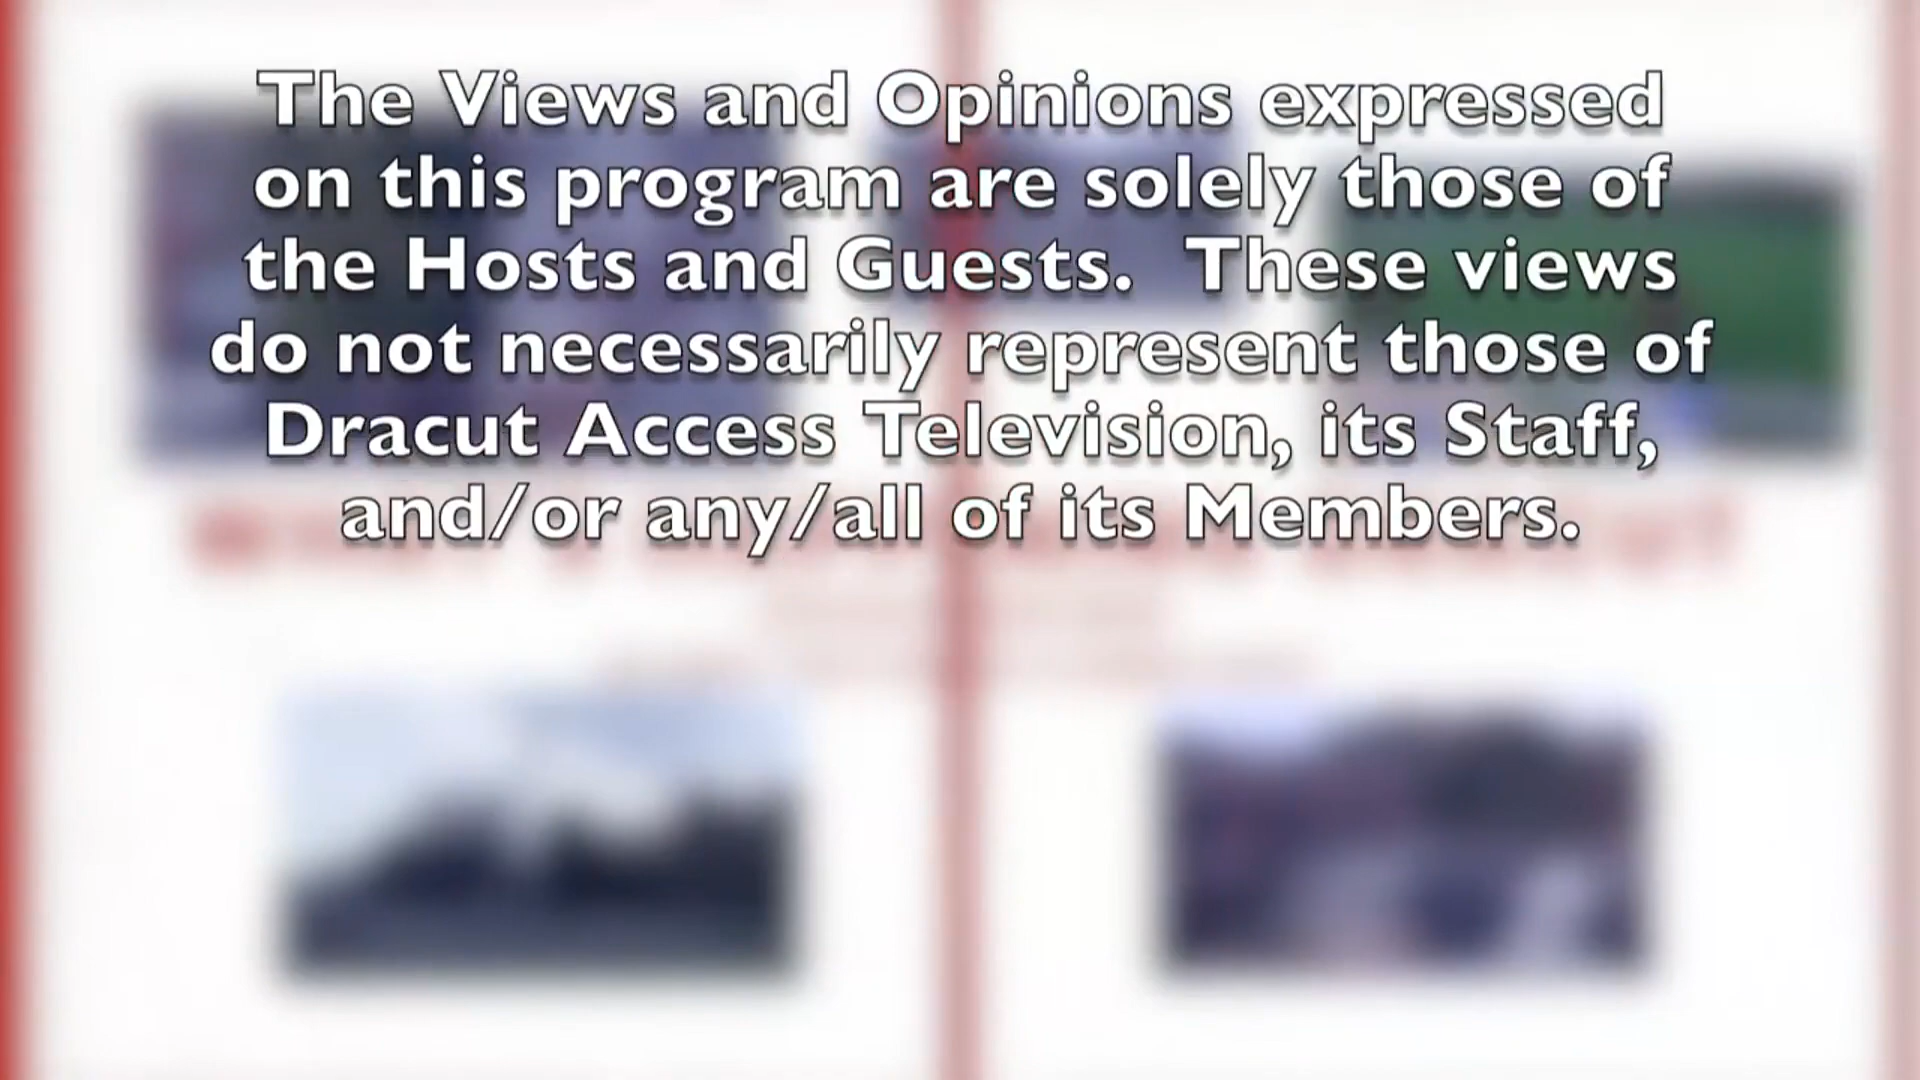 The Views and Opinions expressed
on this program are solely those of
the Hosts and Guests.  These views
do not necessarily represent those of
Dracut Access Television, its Staff,
and/or any/all of its Members.